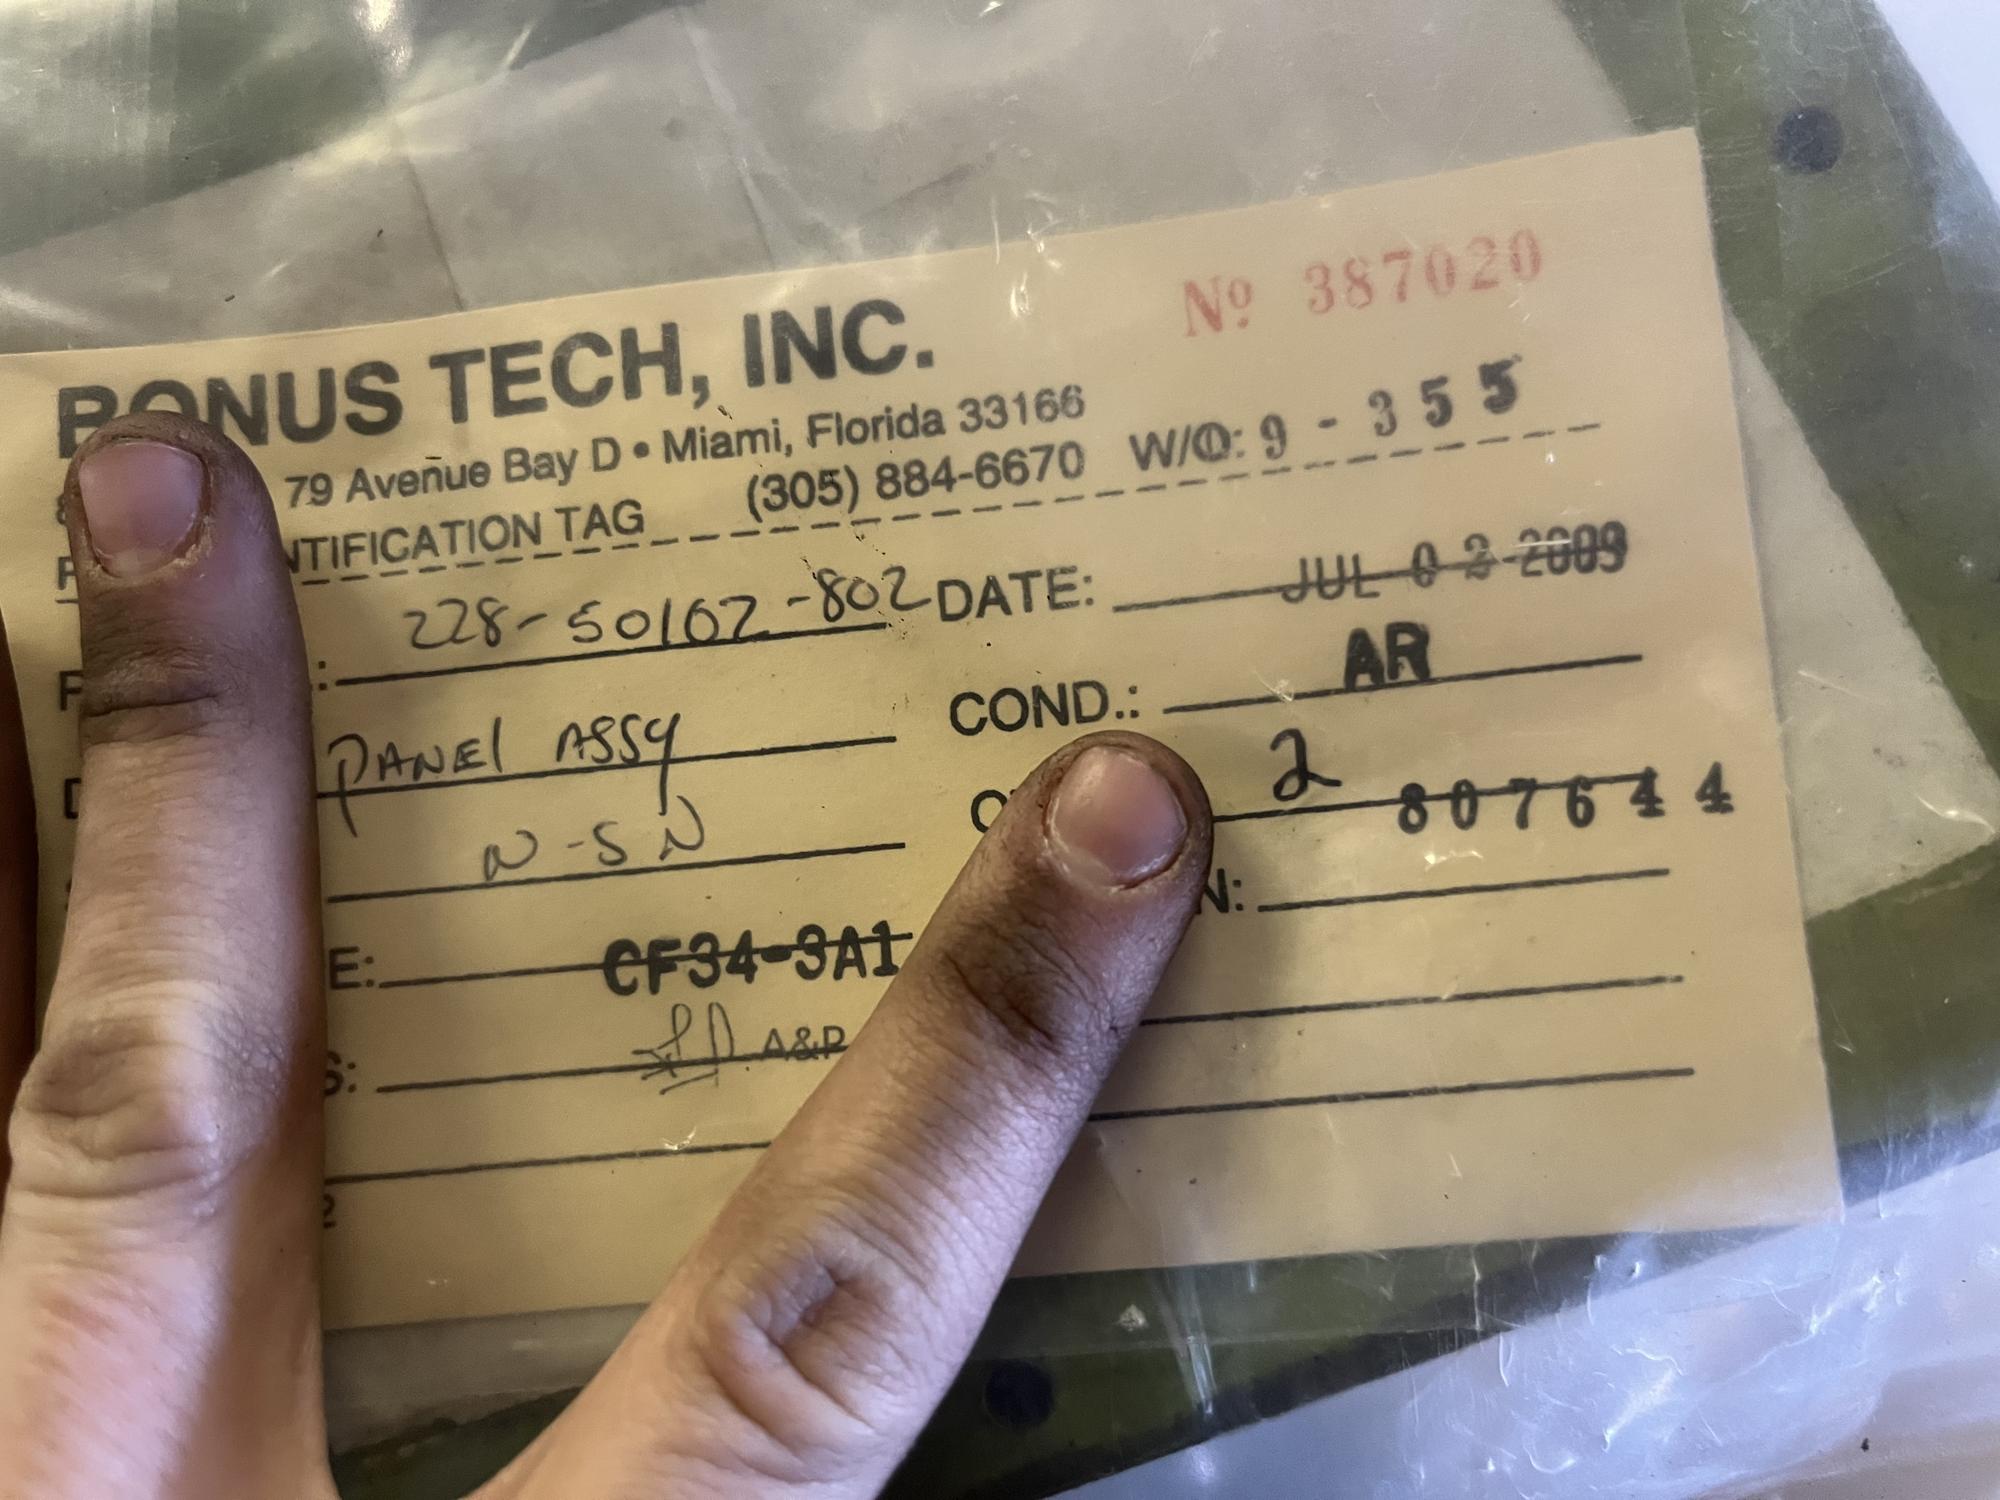 BONUS TECH, INC.
Nº 387020
79 Avenue Bay D • Miami, Florida 33166
NTIFICATION TAG (305) 884-6670 W/O: 9-355
: 228-50162-802 DATE: JUL 02 2009
PANEL ASSY COND.: AR
N-SN 2 807644
N:
E: CF34-3A1
S: A&P